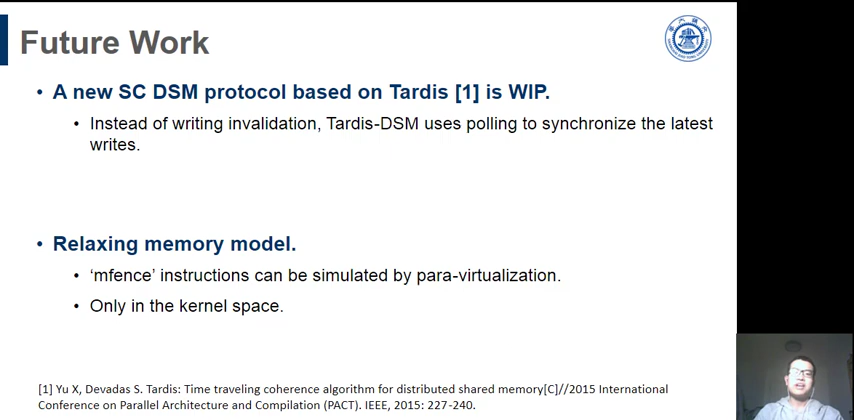 Future Work
• A new SC DSM protocol based on Tardis [1] is WIP.
• Instead of writing invalidation, Tardis-DSM uses polling to synchronize the latest
writes.
• Relaxing memory model.
• ‘mfence’ instructions can be simulated by para-virtualization.
• Only in the kernel space.
[1] Yu X, Devadas S. Tardis: Time traveling coherence algorithm for distributed shared memory[C]//2015 International
Conference on Parallel Architecture and Compilation (PACT). IEEE, 2015: 227-240.